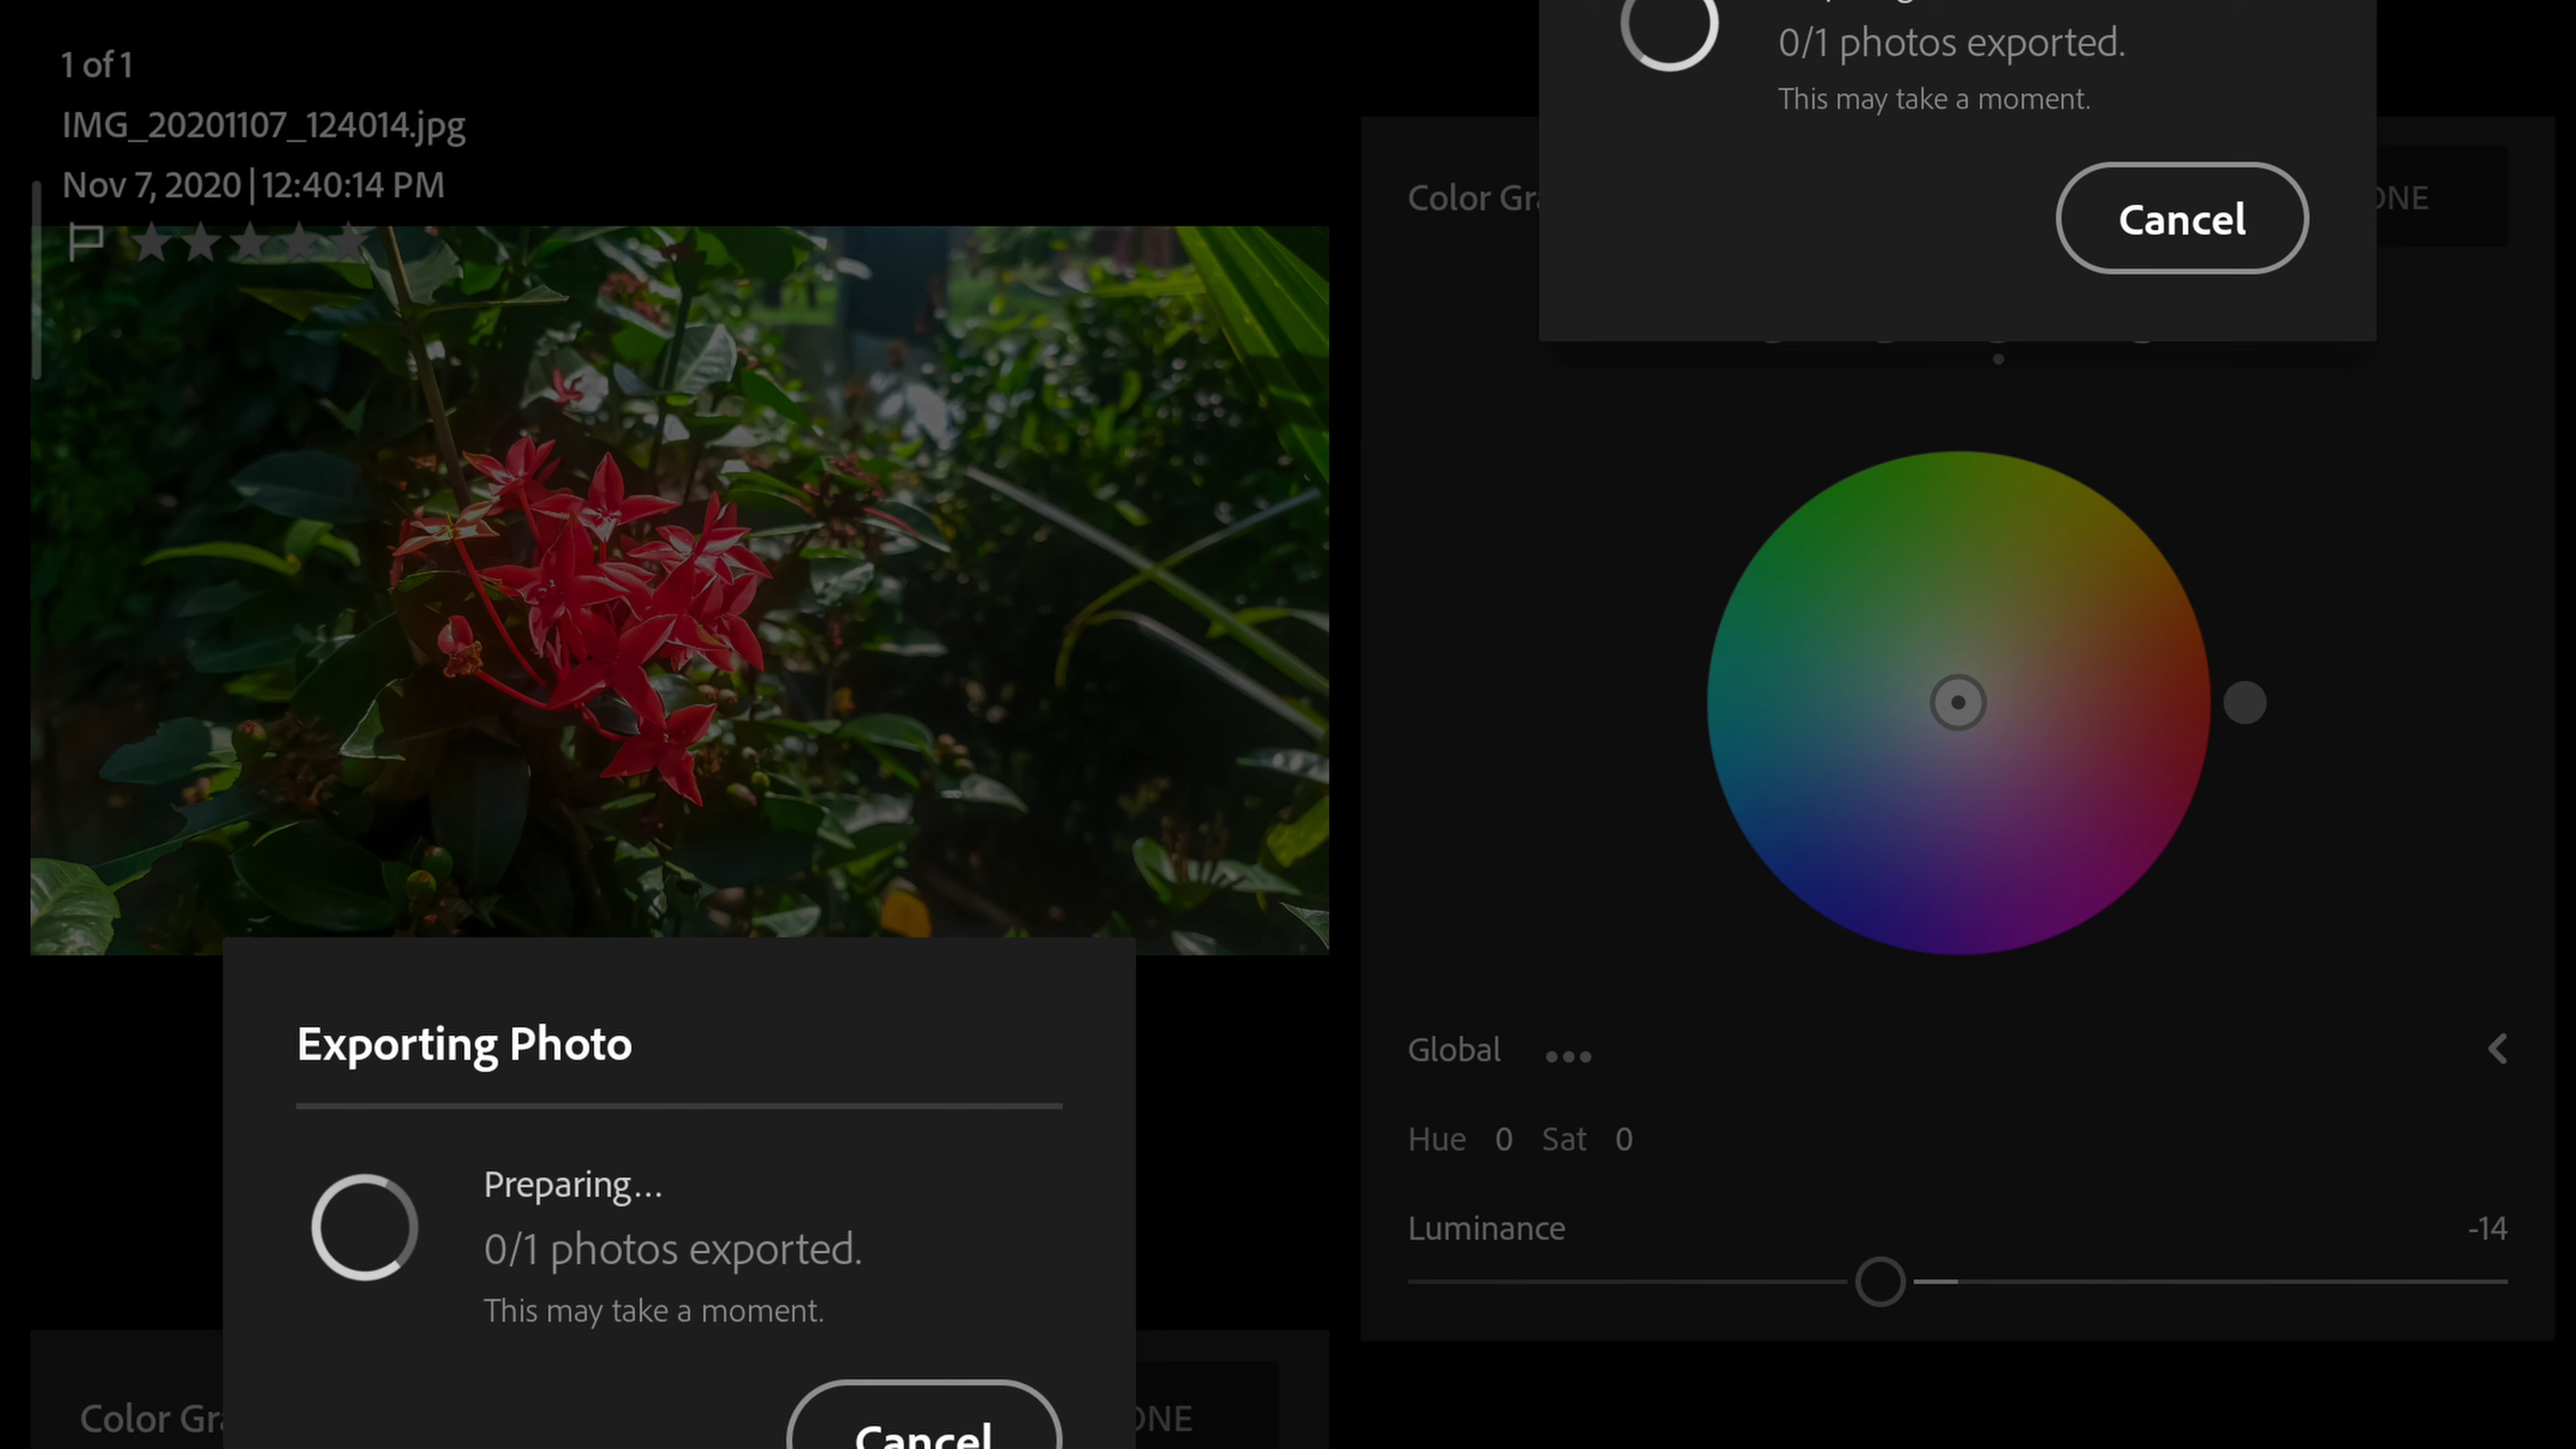 1 of 1
IMG_20201107_124014.jpg
Nov 7, 2020 | 12:40:14 PM
Exporting Photo
Preparing...
0/1 photos exported.
This may take a moment.
Cancel
Color Gra
ONE
0/1 photos exported.
This may take a moment.
Cancel
Color Gra
ONE
Global
Hue 0 Sat 0
Luminance -14